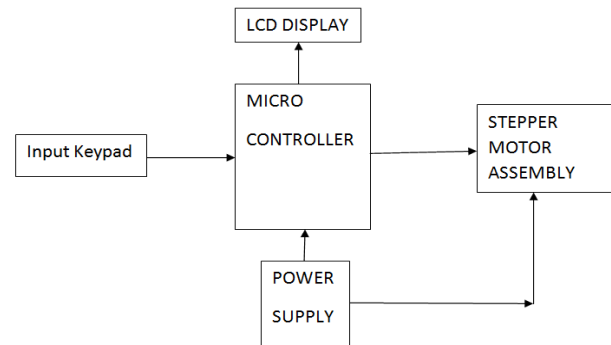 LCD DISPLAY
MICRO
CONTROLLER
Input Keypad
STEPPER
MOTOR
ASSEMBLY
POWER
SUPPLY